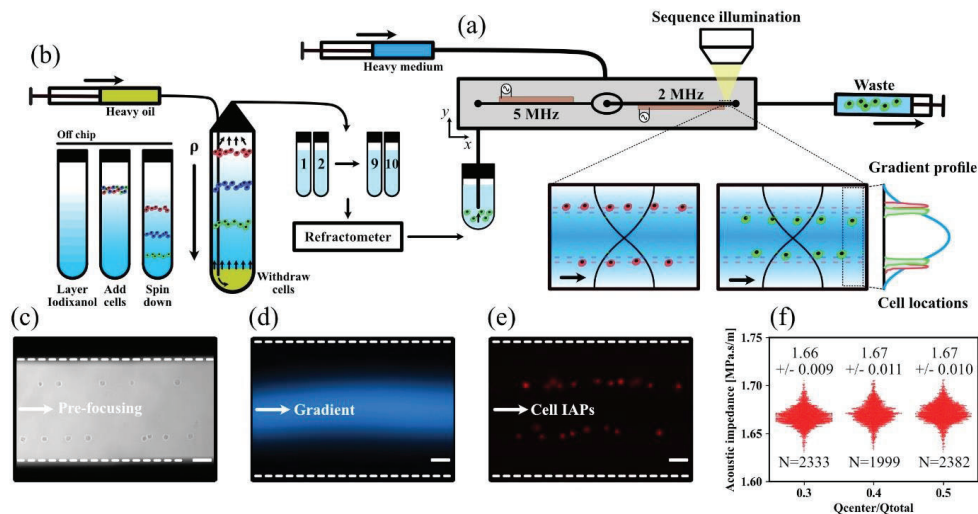 (a)
Sequence illumination
Heavy medium
5 MHz
2 MHz
Waste
y
x
(b)
Heavy oil
Off chip
ρ
1 2 9 10
Refractometer
Withdraw
cells
Layer
Iodixanol
Add
cells
Spin
down
Gradient profile
Cell locations
(c)
Pre-focusing
(d)
Gradient
(e)
Cell IAPs
(f)
Acoustic impedance [MPa.s/m]
1.75
1.70
1.65
1.60
1.66
+/- 0.009
1.67
+/- 0.011
1.67
+/- 0.010
N=2333
N=1999
N=2382
0.3 0.4 0.5
Qcenter/Qtotal